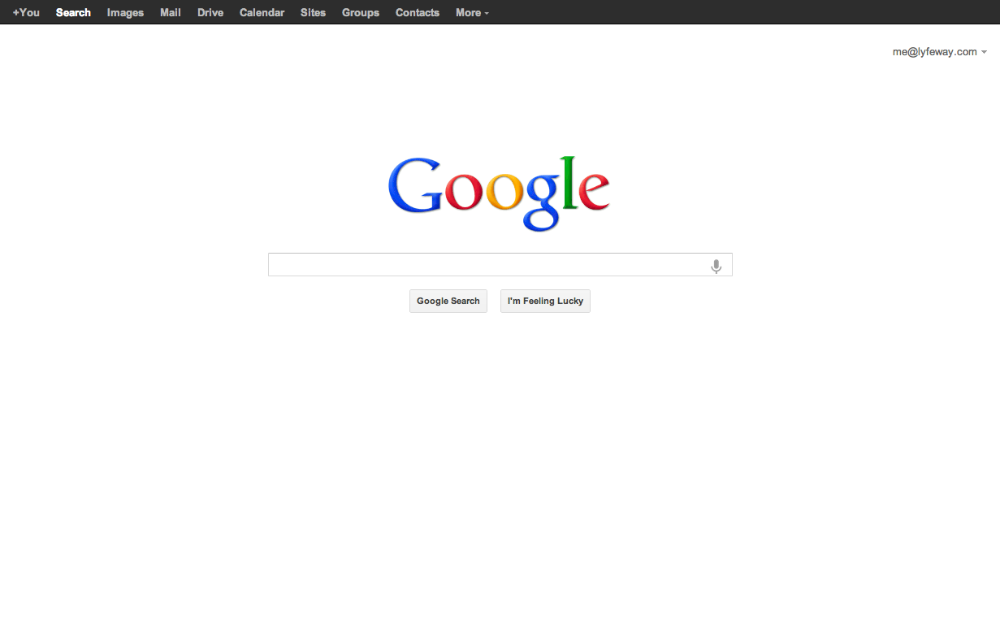 +You Search Images Mail Drive Calendar Sites Groups Contacts More
me@lyfeway.com
Google
Google Search I'm Feeling Lucky